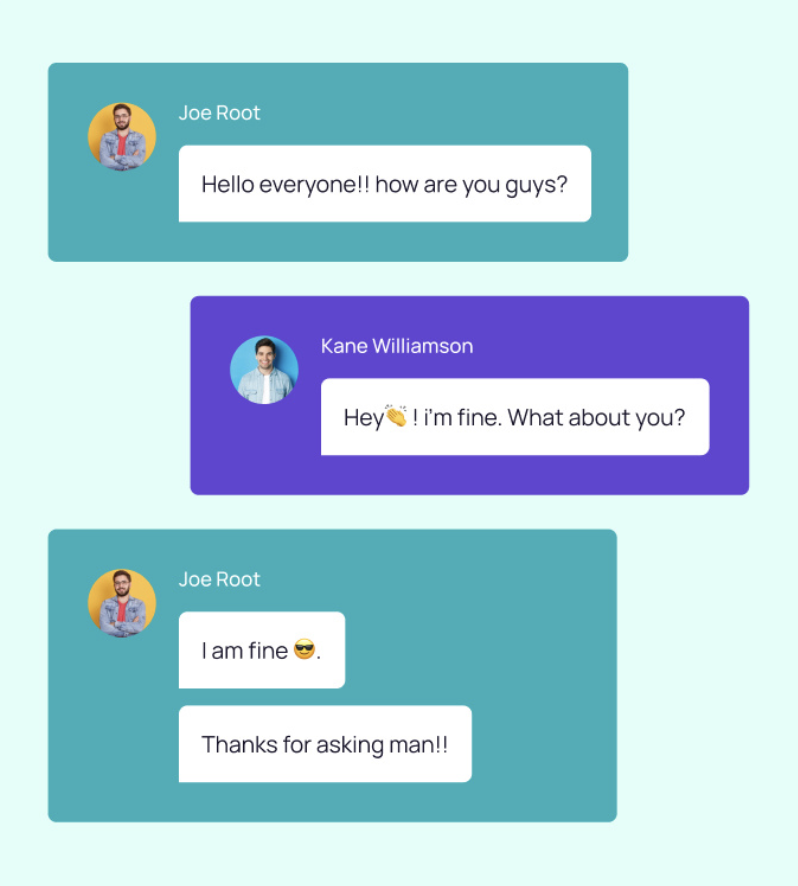 Joe Root
Hello everyone!! how are you guys?
Kane Williamson
Hey👏 ! i'm fine. What about you?
Joe Root
I am fine 😎.
Thanks for asking man!!